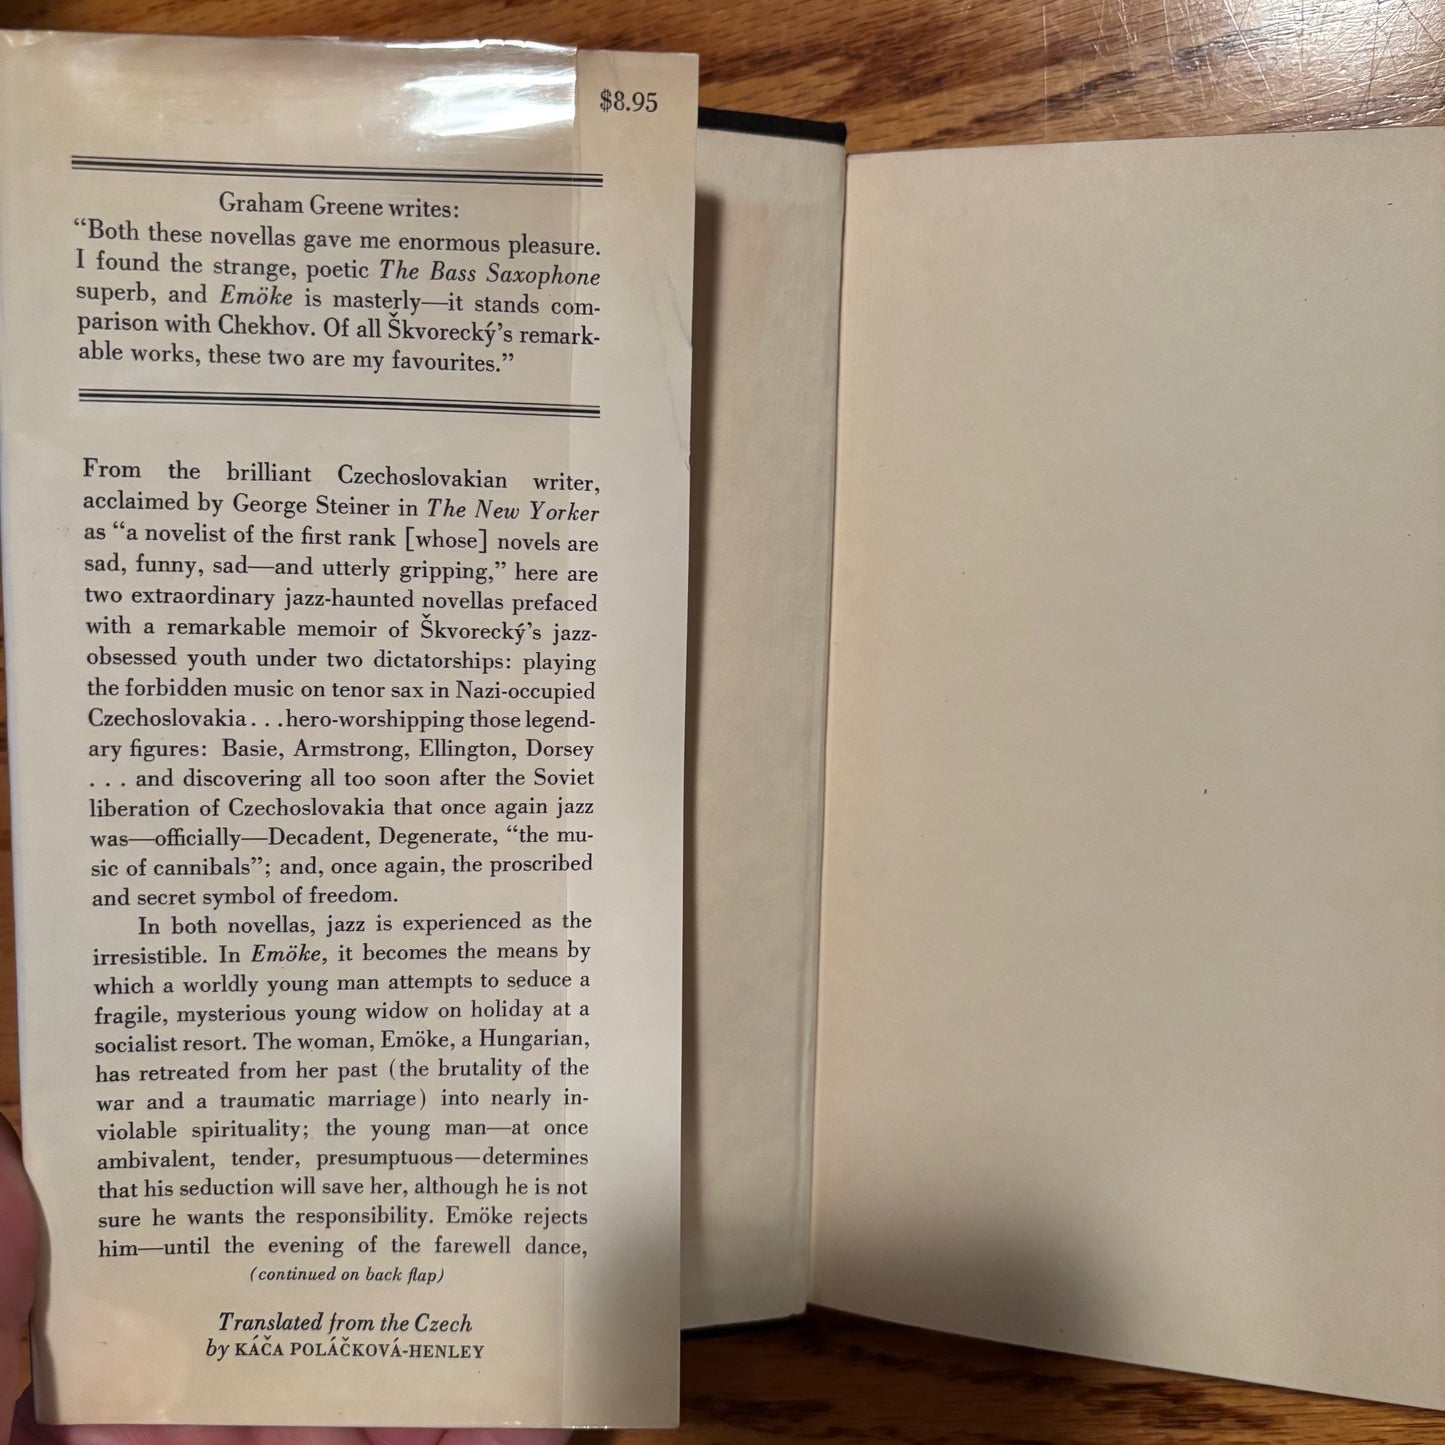 $8.95
Graham Greene writes:
“Both these novellas gave me enormous pleasure.
I found the strange, poetic The Bass Saxophone
superb, and Emöke is masterly—it stands com-
parison with Chekhov. Of all Škvorecký’s remark-
able works, these two are my favourites.”
From the brilliant Czechoslovakian writer,
acclaimed by George Steiner in The New Yorker
as “a novelist of the first rank [whose] novels are
sad, funny, sad—and utterly gripping,” here are
two extraordinary jazz-haunted novellas prefaced
with a remarkable memoir of Škvorecký’s jazz-
obsessed youth under two dictatorships: playing
the forbidden music on tenor sax in Nazi-occupied
Czechoslovakia . . . hero-worshipping those legend-
ary figures: Basie, Armstrong, Ellington, Dorsey
. . . and discovering all too soon after the Soviet
liberation of Czechoslovakia that once again jazz
was—officially—Decadent, Degenerate, “the mu-
sic of cannibals”; and, once again, the proscribed
and secret symbol of freedom.
In both novellas, jazz is experienced as the
irresistible. In Emöke, it becomes the means by
which a worldly young man attempts to seduce a
fragile, mysterious young widow on holiday at a
socialist resort. The woman, Emöke, a Hungarian,
has retreated from her past (the brutality of the
war and a traumatic marriage) into nearly in-
violable spirituality; the young man—at once
ambivalent, tender, presumptuous—determines
that his seduction will save her, although he is not
sure he wants the responsibility. Emöke rejects
him—until the evening of the farewell dance,
(continued on back flap)
Translated from the Czech
by KÁČA POLÁČKOVÁ-HENLEY